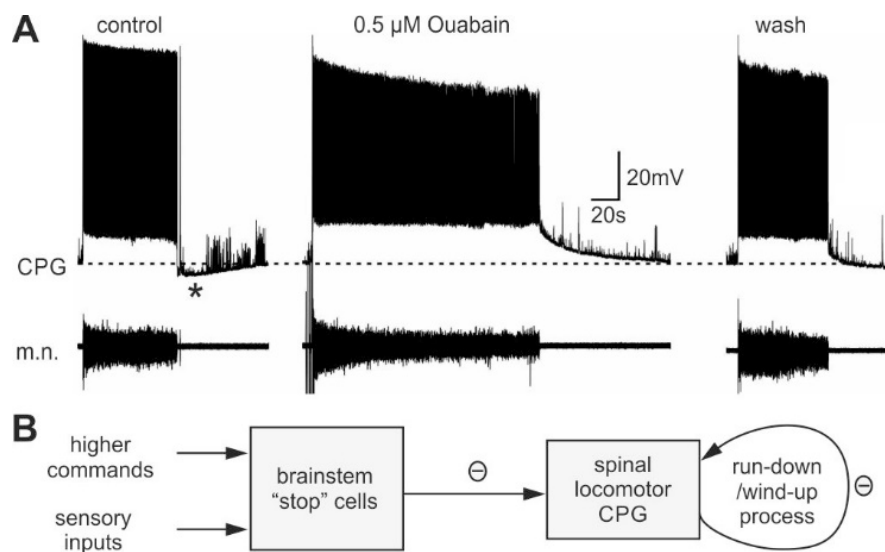 A
control
0.5 µM Ouabain
wash
20mV
20s
CPG
*
m.n.
B
higher
commands
sensory
inputs
brainstem
“stop” cells
⊖
spinal
locomotor
CPG
run-down
/wind-up
process
⊖